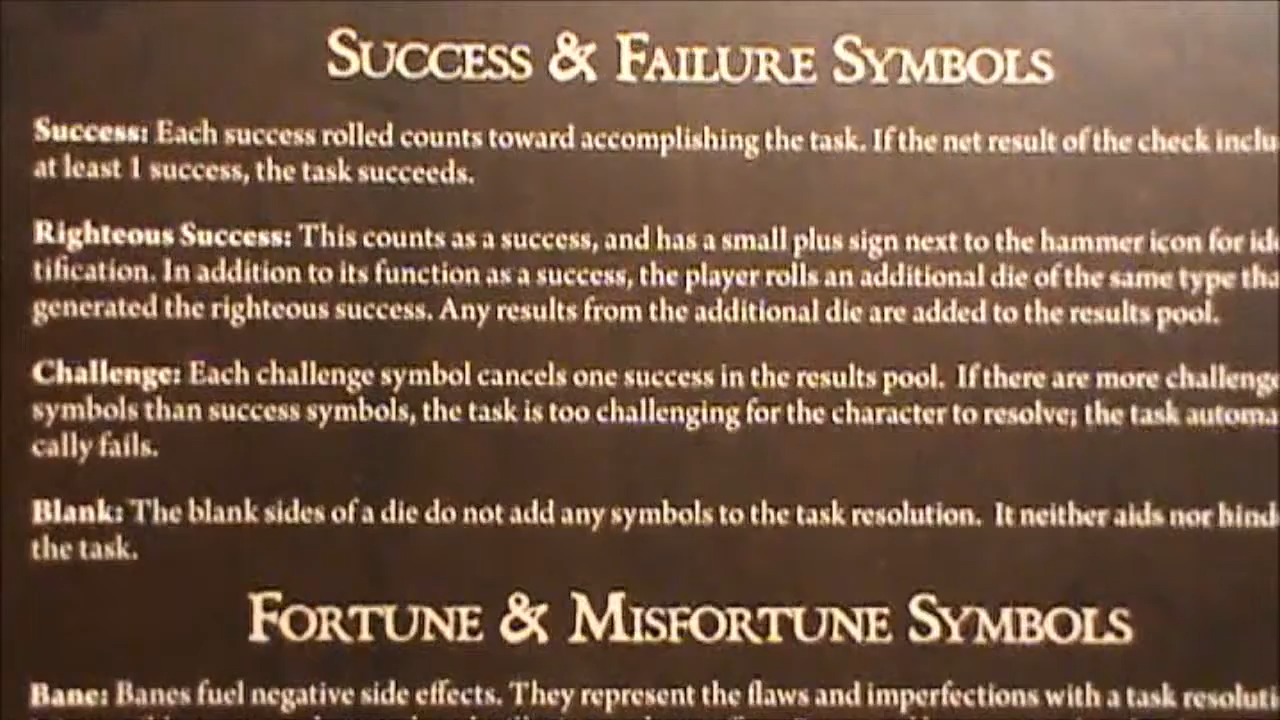 SUCCESS & FAILURE SYMBOLS
Success: Each success rolled counts toward accomplishing the task. If the net result of the check inclu
at least 1 success, the task succeeds.
Righteous Success: This counts as a success, and has a small plus sign next to the hammer icon for ide
tification. In addition to its function as a success, the player rolls an additional die of the same type tha
generated the righteous success. Any results from the additional die are added to the results pool.
Challenge: Each challenge symbol cancels one success in the results pool. If there are more challenge
symbols than success symbols, the task is too challenging for the character to resolve; the task automa
cally fails.
Blank: The blank sides of a die do not add any symbols to the task resolution. It neither aids nor hind
the task.
FORTUNE & MISFORTUNE SYMBOLS
Bane: Banes fuel negative side effects. They represent the flaws and imperfections with a task resoluti